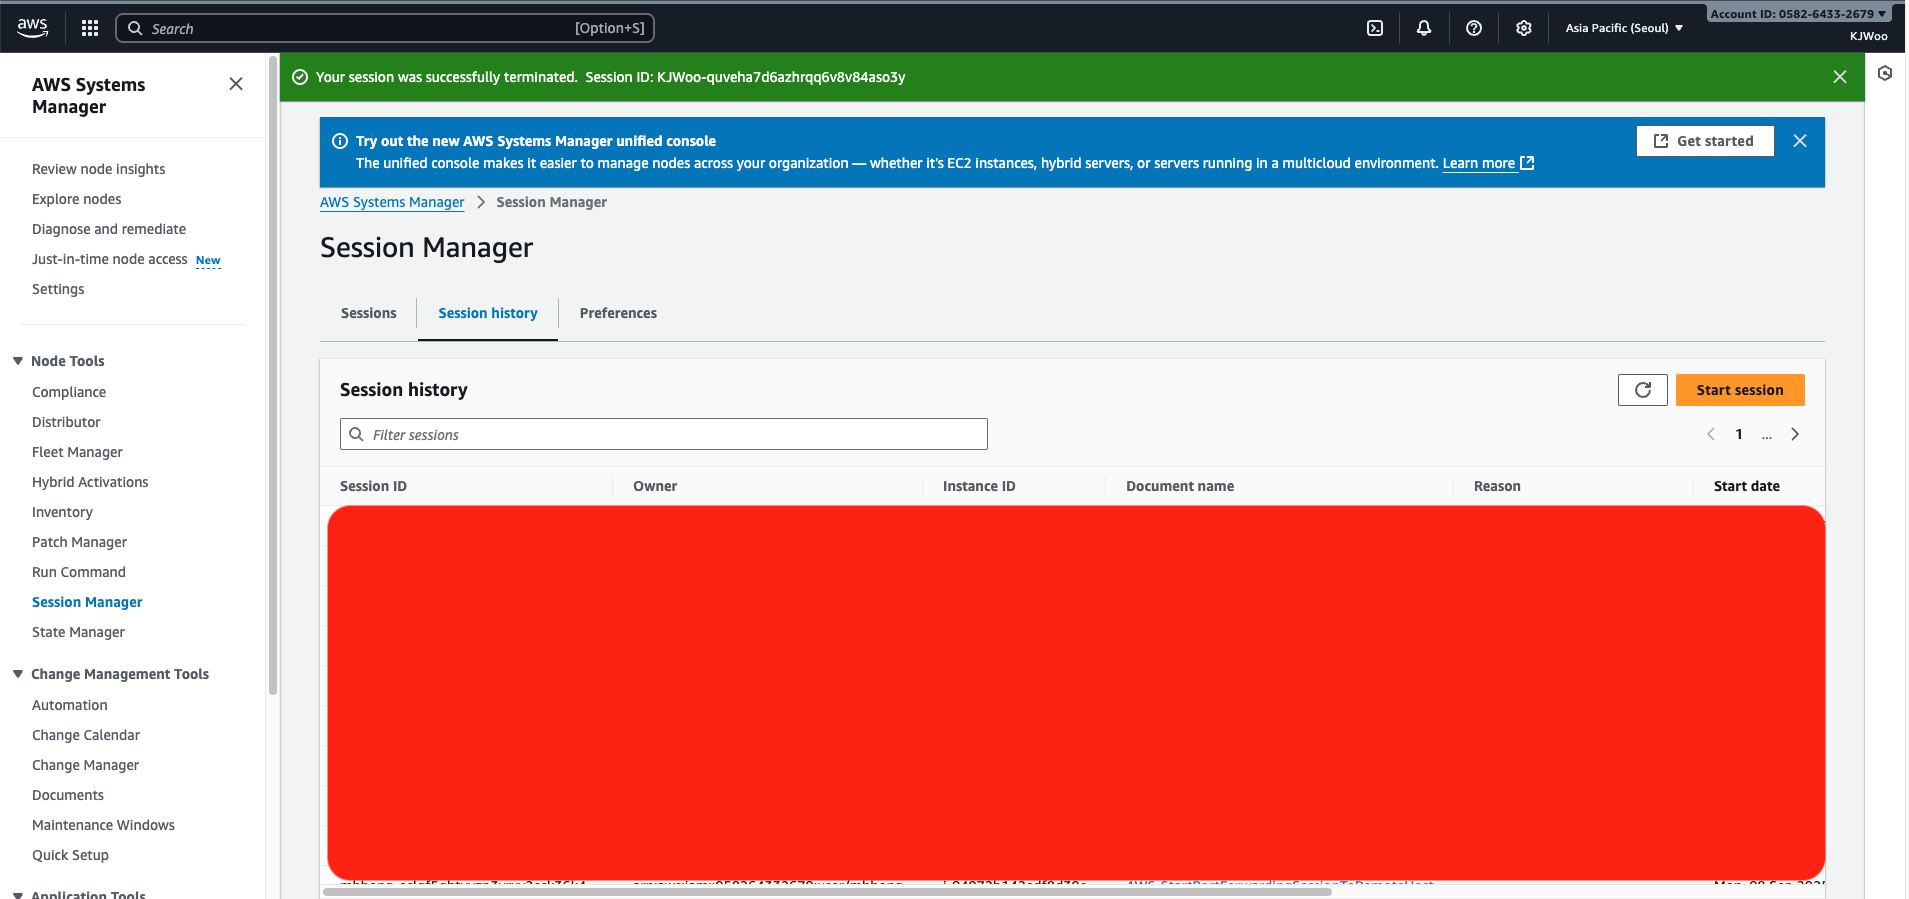 aws
Search
[Option+S]
Asia Pacific (Seoul)
Account ID: 0582-6433-2679
KJWoo
AWS Systems
Manager
Review node insights
Explore nodes
Diagnose and remediate
Just-in-time node access New
Settings
Node Tools
Compliance
Distributor
Fleet Manager
Hybrid Activations
Inventory
Patch Manager
Run Command
Session Manager
State Manager
Change Management Tools
Automation
Change Calendar
Change Manager
Documents
Maintenance Windows
Quick Setup
Application Tools
Your session was successfully terminated. Session ID: KJWoo-quveha7d6azhrqq6v8v84aso3y
Try out the new AWS Systems Manager unified console
The unified console makes it easier to manage nodes across your organization — whether it's EC2 instances, hybrid servers, or servers running in a multicloud environment. Learn more
Get started
AWS Systems Manager > Session Manager
Session Manager
Sessions
Session history
Preferences
Session history
Start session
Filter sessions
1 ...
Session ID
Owner
Instance ID
Document name
Reason
Start date
AWS-StartPortForwardingSessionToRemoteHost